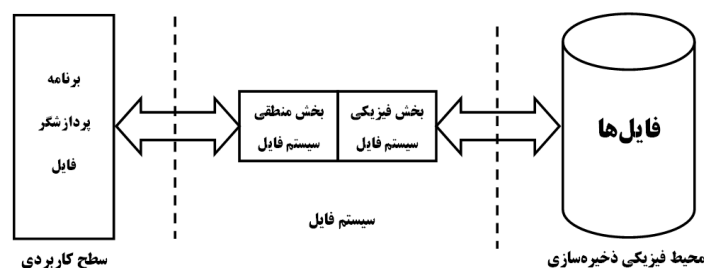 برنامه
پردازشگر
فایل
سطح کاربردی
بخش منطقی
سیستم فایل
بخش فیزیکی
سیستم فایل
سیستم فایل
فایل‌ها
محیط فیزیکی ذخیره‌سازی